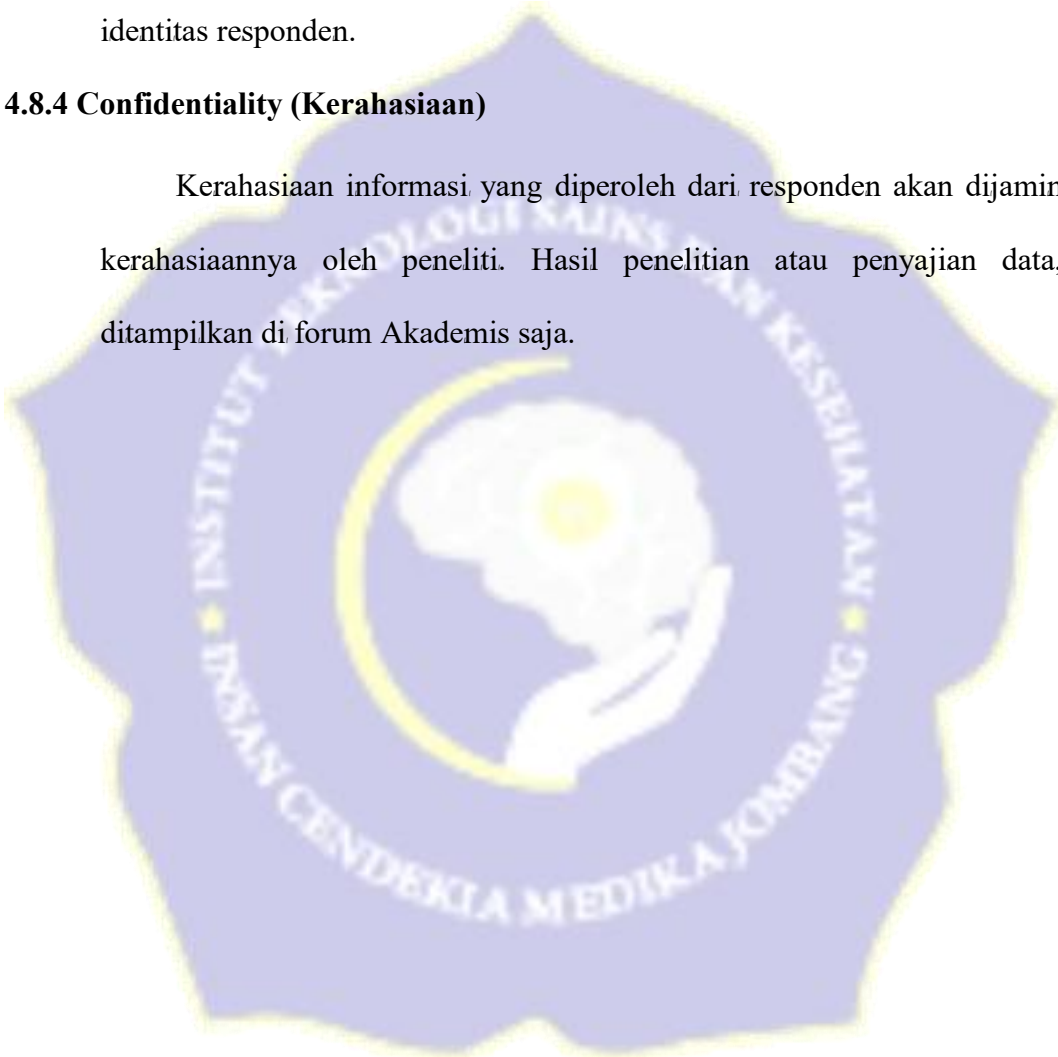 identitas responden.
4.8.4 Confidentiality (Kerahasiaan)
Kerahasiaan informasi yang diperoleh dari responden akan dijamin
kerahasiaannya oleh peneliti. Hasil penelitian atau penyajian data,
ditampilkan di forum Akademis saja.
INSTITUT TEKNOLOGI SAINS DAN KESEHATAN
INSAN CENDEKIA MEDIKA JOMBANG